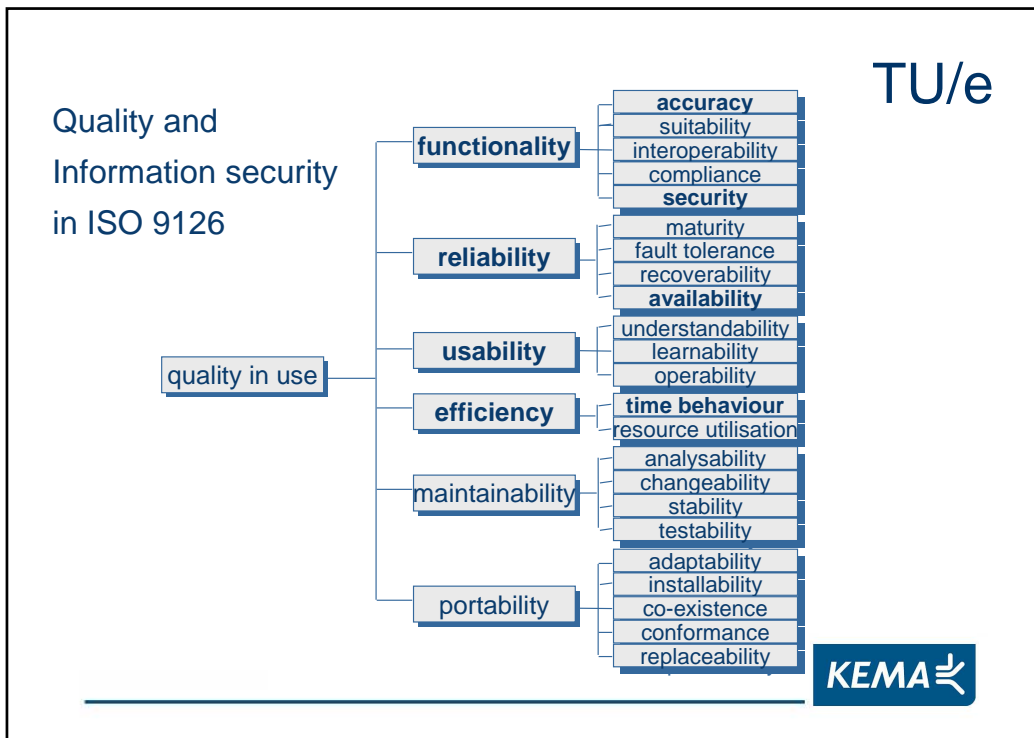 TU/e
Quality and
Information security
in ISO 9126
quality in use
functionality
accuracy
suitability
interoperability
compliance
security
reliability
maturity
fault tolerance
recoverability
availability
usability
understandability
learnability
operability
efficiency
time behaviour
resource utilisation
maintainability
analysability
changeability
stability
testability
portability
adaptability
installability
co-existence
conformance
replaceability
KEMA